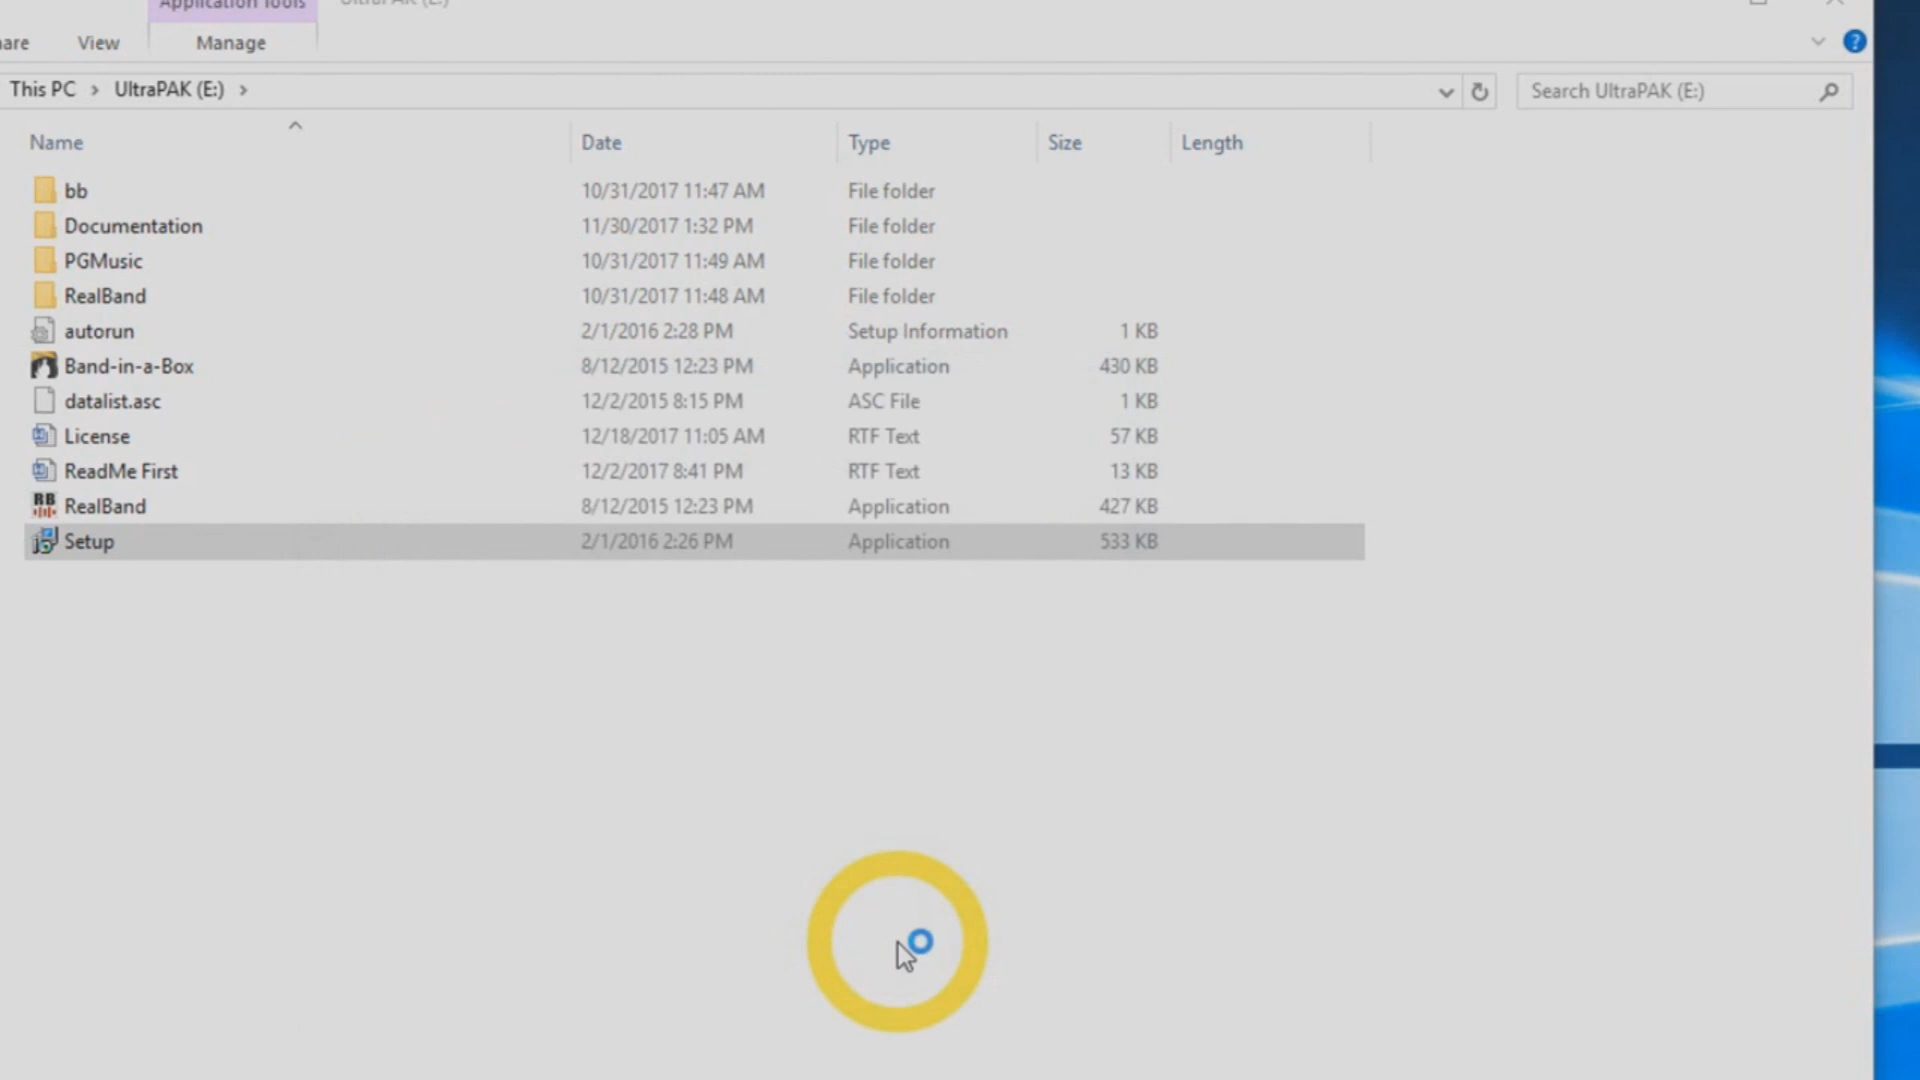 Application Tools
UltraPAK (E:)
are
View
Manage
This PC > UltraPAK (E:) >
Search UltraPAK (E:)
Name Date Type Size Length
bb 10/31/2017 11:47 AM File folder
Documentation 11/30/2017 1:32 PM File folder
PGMusic 10/31/2017 11:49 AM File folder
RealBand 10/31/2017 11:48 AM File folder
autorun 2/1/2016 2:28 PM Setup Information 1 KB
Band-in-a-Box 8/12/2015 12:23 PM Application 430 KB
datalist.asc 12/2/2015 8:15 PM ASC File 1 KB
License 12/18/2017 11:05 AM RTF Text 57 KB
ReadMe First 12/2/2017 8:41 PM RTF Text 13 KB
RB RealBand 8/12/2015 12:23 PM Application 427 KB
Setup 2/1/2016 2:26 PM Application 533 KB